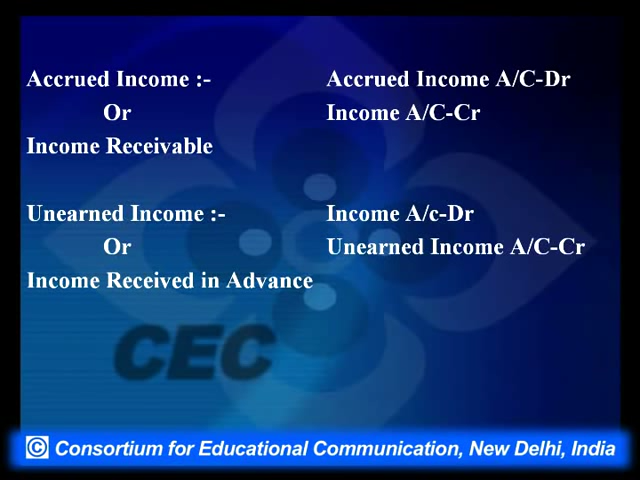 Accrued Income :- Accrued Income A/C-Dr
Or Income A/C-Cr
Income Receivable
Unearned Income :- Income A/c-Dr
Or Unearned Income A/C-Cr
Income Received in Advance
CEC
© Consortium for Educational Communication, New Delhi, India